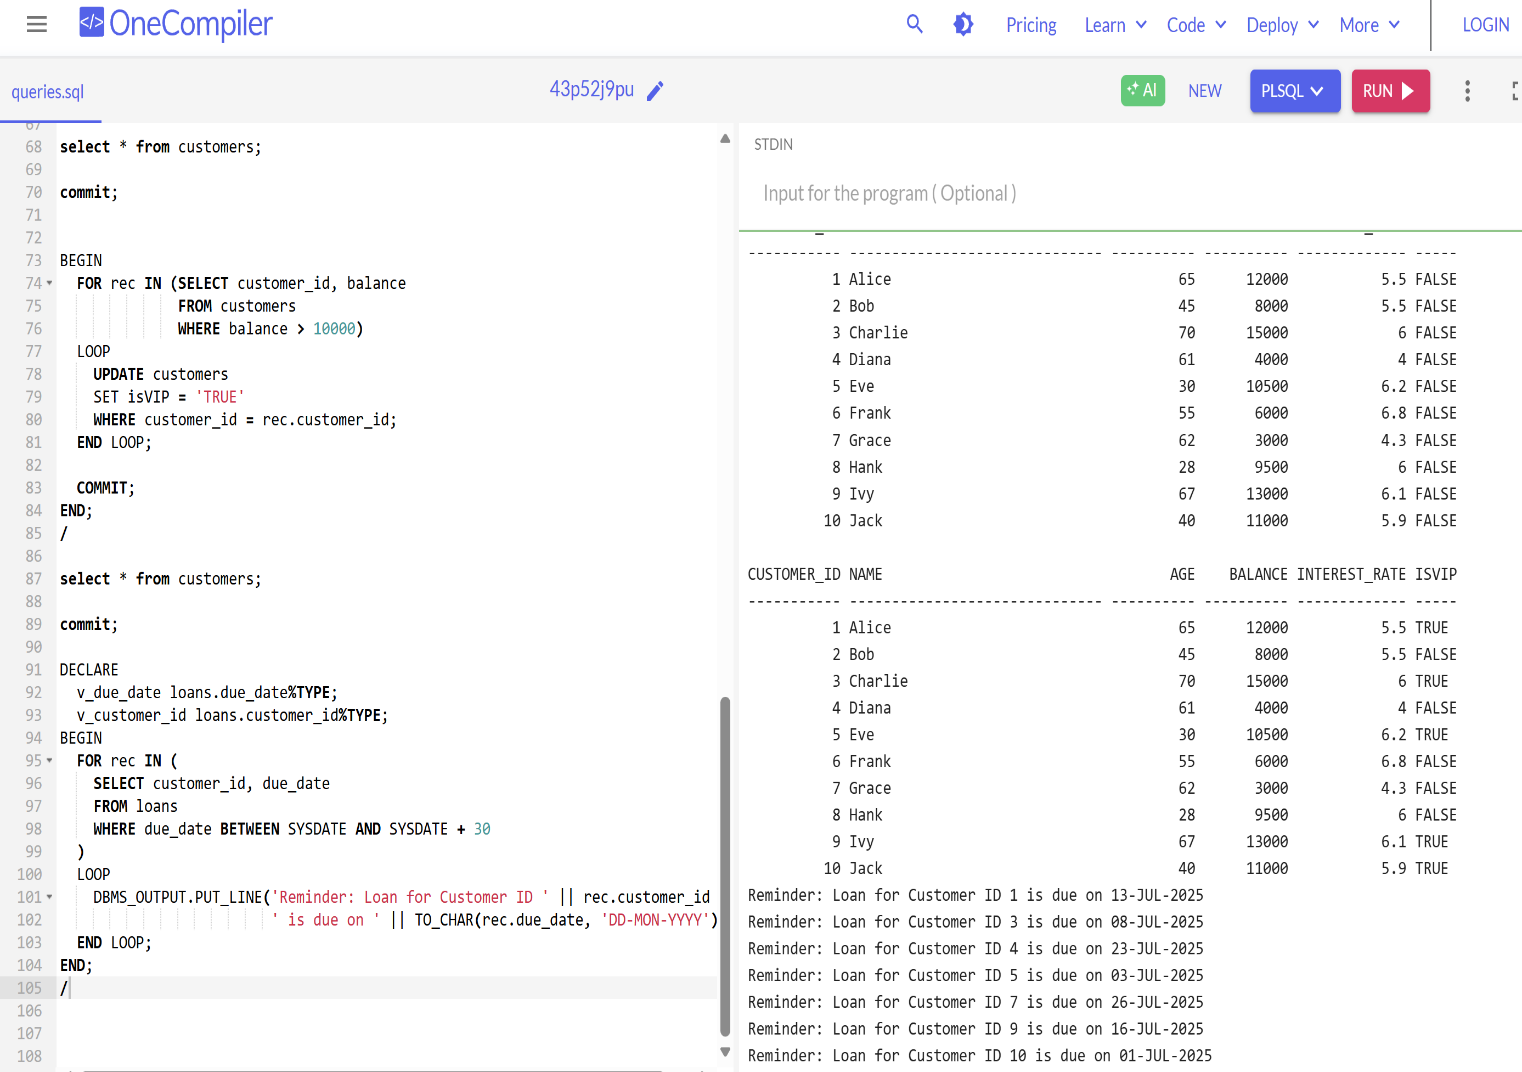 </> OneCompiler
Pricing Learn Code Deploy More LOGIN
queries.sql
43p52j9pu
AI NEW PLSQL RUN
67
68 select * from customers;
69
70 commit;
71
72
73 BEGIN
74 FOR rec IN (SELECT customer_id, balance
75 FROM customers
76 WHERE balance > 10000)
77 LOOP
78 UPDATE customers
79 SET isVIP = 'TRUE'
80 WHERE customer_id = rec.customer_id;
81 END LOOP;
82
83 COMMIT;
84 END;
85 /
86
87 select * from customers;
88
89 commit;
90
91 DECLARE
92 v_due_date loans.due_date%TYPE;
93 v_customer_id loans.customer_id%TYPE;
94 BEGIN
95 FOR rec IN (
96 SELECT customer_id, due_date
97 FROM loans
98 WHERE due_date BETWEEN SYSDATE AND SYSDATE + 30
99 )
100 LOOP
101 DBMS_OUTPUT.PUT_LINE('Reminder: Loan for Customer ID ' || rec.customer_id
102 ' is due on ' || TO_CHAR(rec.due_date, 'DD-MON-YYYY')
103 END LOOP;
104 END;
105 /
106
107
108
STDIN
Input for the program ( Optional )
----------- ------------------------------ ---------- ---------- ------------- -----
1 Alice 65 12000 5.5 FALSE
2 Bob 45 8000 5.5 FALSE
3 Charlie 70 15000 6 FALSE
4 Diana 61 4000 4 FALSE
5 Eve 30 10500 6.2 FALSE
6 Frank 55 6000 6.8 FALSE
7 Grace 62 3000 4.3 FALSE
8 Hank 28 9500 6 FALSE
9 Ivy 67 13000 6.1 FALSE
10 Jack 40 11000 5.9 FALSE
CUSTOMER_ID NAME AGE BALANCE INTEREST_RATE ISVIP
----------- ------------------------------ ---------- ---------- ------------- -----
1 Alice 65 12000 5.5 TRUE
2 Bob 45 8000 5.5 FALSE
3 Charlie 70 15000 6 TRUE
4 Diana 61 4000 4 FALSE
5 Eve 30 10500 6.2 TRUE
6 Frank 55 6000 6.8 FALSE
7 Grace 62 3000 4.3 FALSE
8 Hank 28 9500 6 FALSE
9 Ivy 67 13000 6.1 TRUE
10 Jack 40 11000 5.9 TRUE
Reminder: Loan for Customer ID 1 is due on 13-JUL-2025
Reminder: Loan for Customer ID 3 is due on 08-JUL-2025
Reminder: Loan for Customer ID 4 is due on 23-JUL-2025
Reminder: Loan for Customer ID 5 is due on 03-JUL-2025
Reminder: Loan for Customer ID 7 is due on 26-JUL-2025
Reminder: Loan for Customer ID 9 is due on 16-JUL-2025
Reminder: Loan for Customer ID 10 is due on 01-JUL-2025